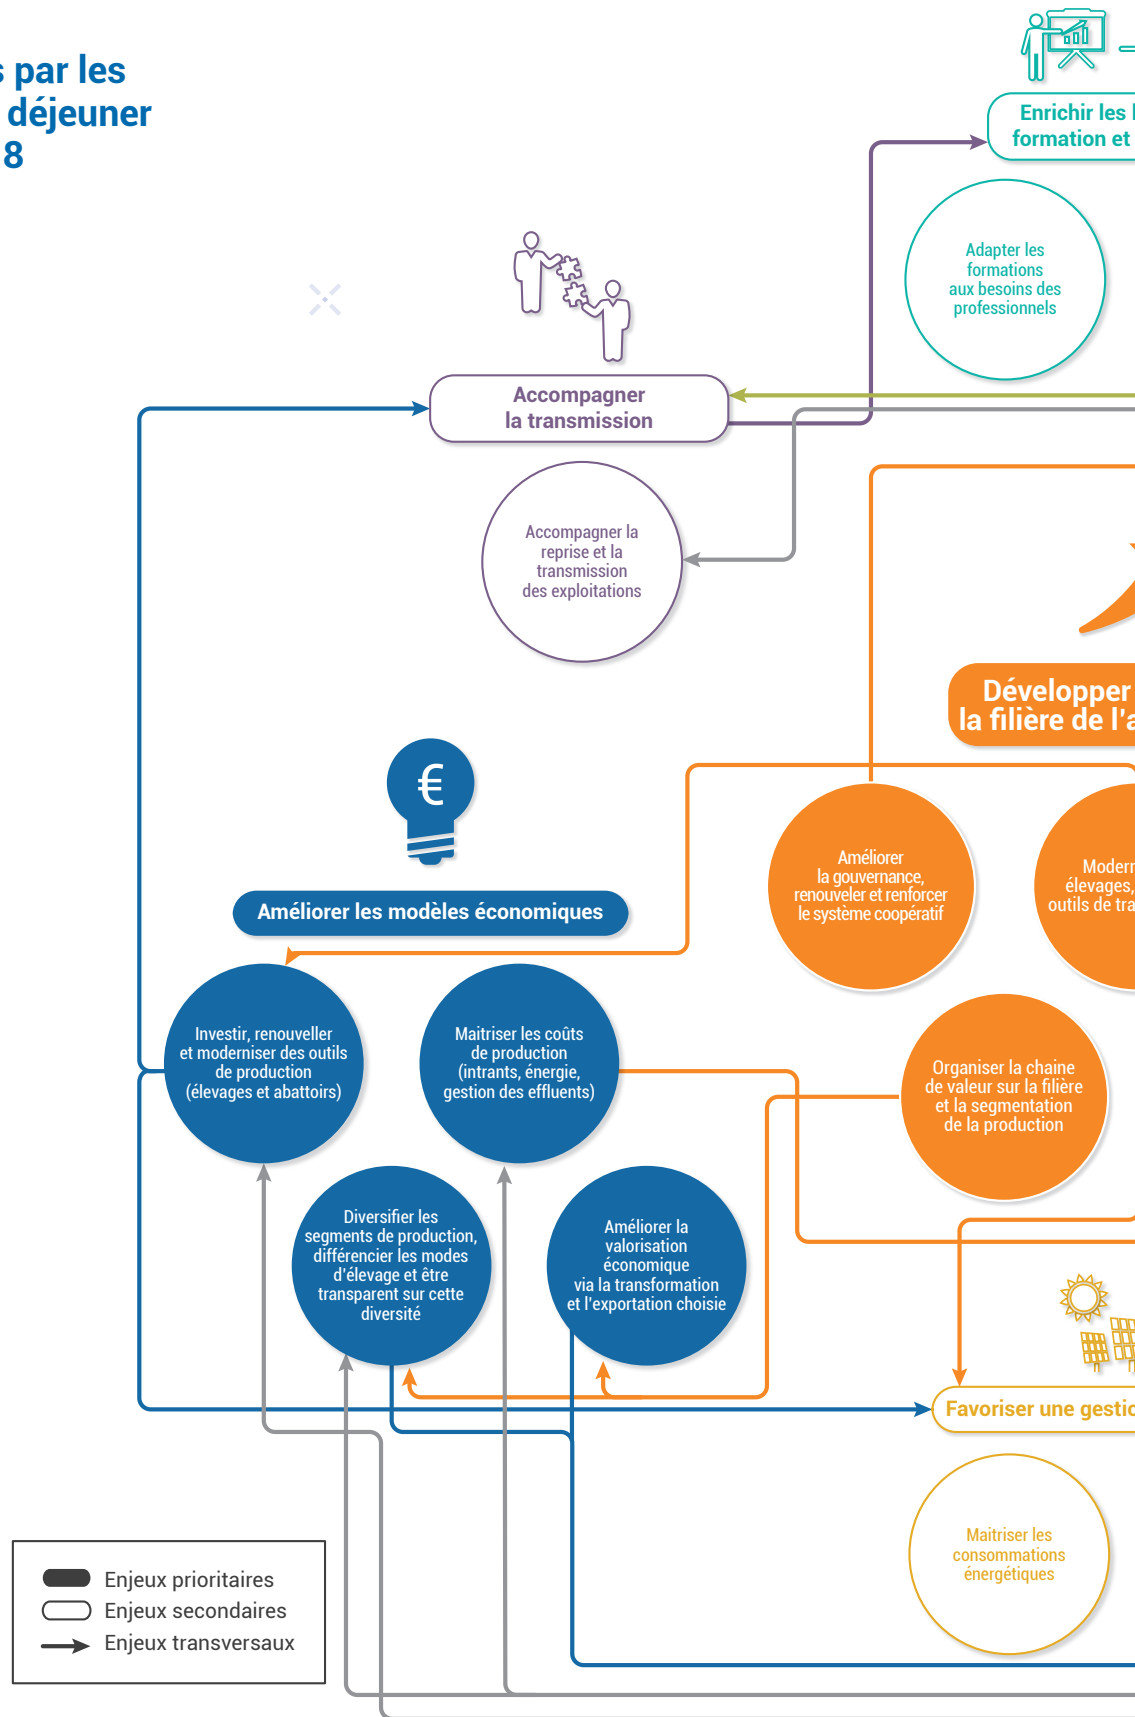 s par les
déjeuner
8
Enrichir les
formation et
Adapter les
formations
aux besoins des
professionnels
Accompagner
la transmission
Accompagner la
reprise et la
transmission
des exploitations
Développer
la filière de l'a
€
Améliorer les modèles économiques
Améliorer
la gouvernance,
renouveler et renforcer
le système coopératif
Modern
élevages,
outils de tra
Investir, renouveller
et moderniser des outils
de production
(élevages et abattoirs)
Maitriser les coûts
de production
(intrants, énergie,
gestion des effluents)
Organiser la chaine
de valeur sur la filière
et la segmentation
de la production
Diversifier les
segments de production,
différencier les modes
d'élevage et être
transparent sur cette
diversité
Améliorer la
valorisation
économique
via la transformation
et l'exportation choisie
Favoriser une gestio
Maitriser les
consommations
énergétiques
Enjeux prioritaires
Enjeux secondaires
Enjeux transversaux